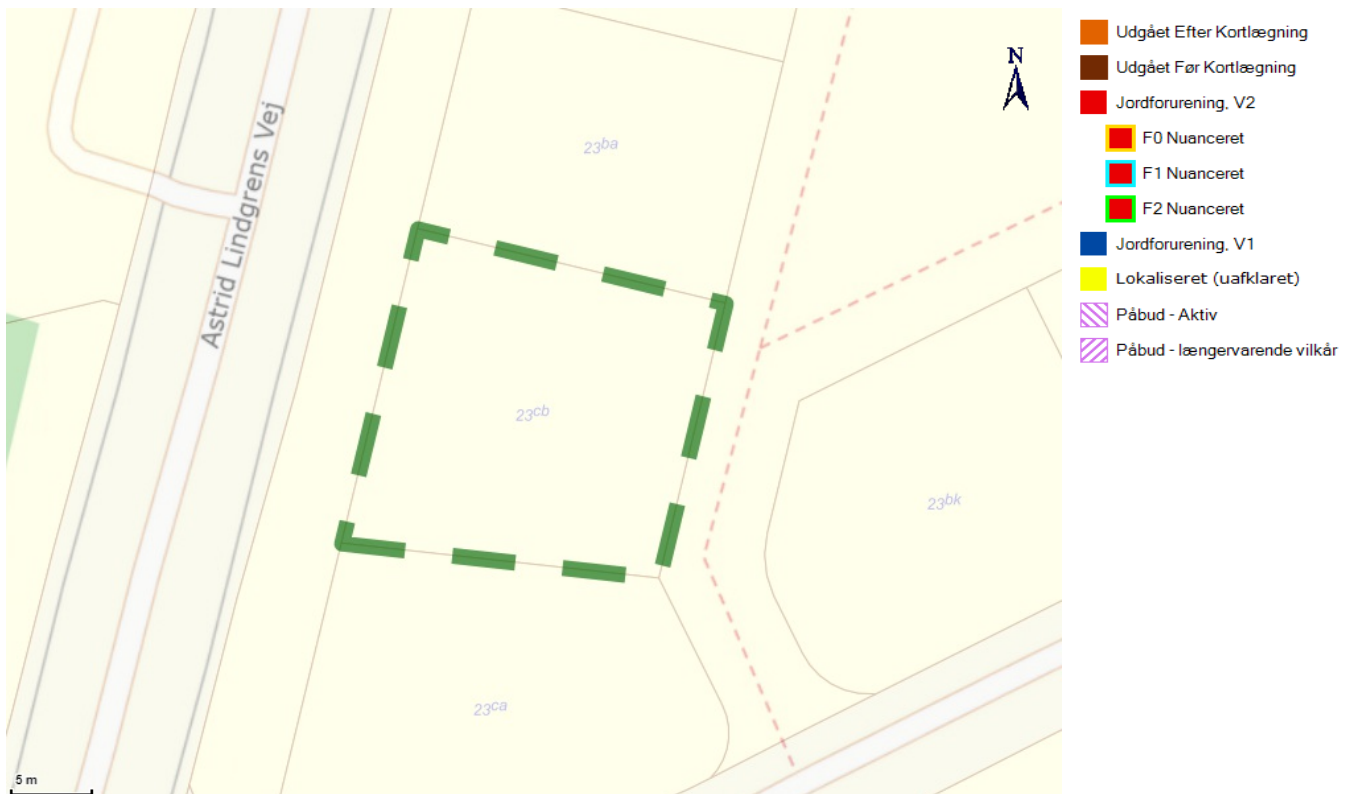 Astrid Lindgrens Vej
23ba
23cb
23bk
23ca
5 m
N
Udgået Efter Kortlægning
Udgået Før Kortlægning
Jordforurening, V2
F0 Nuanceret
F1 Nuanceret
F2 Nuanceret
Jordforurening, V1
Lokaliseret (uafklaret)
Påbud - Aktiv
Påbud - længervarende vilkår